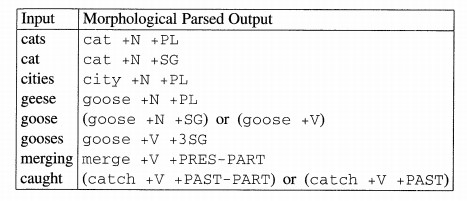 Input Morphological Parsed Output
cats cat +N +PL
cat cat +N +SG
cities city +N +PL
geese goose +N +PL
goose (goose +N +SG) or (goose +V)
gooses goose +V +3SG
merging merge +V +PRES-PART
caught (catch +V +PAST-PART) or (catch +V +PAST)